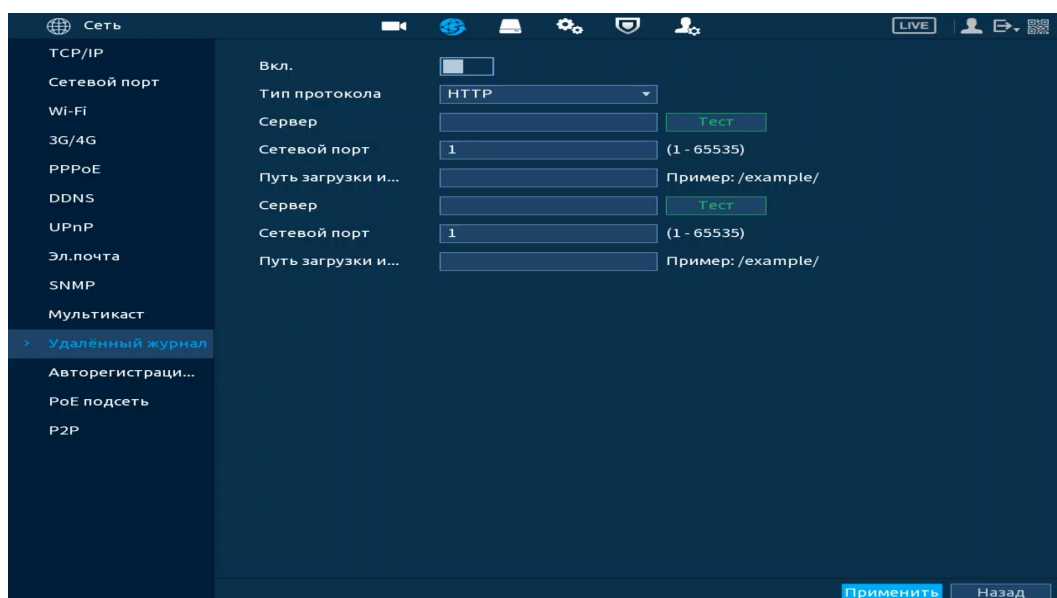 Сеть
LIVE
TCP/IP
Сетевой порт
Wi-Fi
3G/4G
PPPoE
DDNS
UPnP
Эл.почта
SNMP
Мультикаст
> Удалённый журнал
Авторегистраци...
PoE подсеть
P2P
Вкл.
Тип протокола HTTP
Сервер Тест
Сетевой порт 1 (1 - 65535)
Путь загрузки и... Пример: /example/
Сервер Тест
Сетевой порт 1 (1 - 65535)
Путь загрузки и... Пример: /example/
Применить Назад